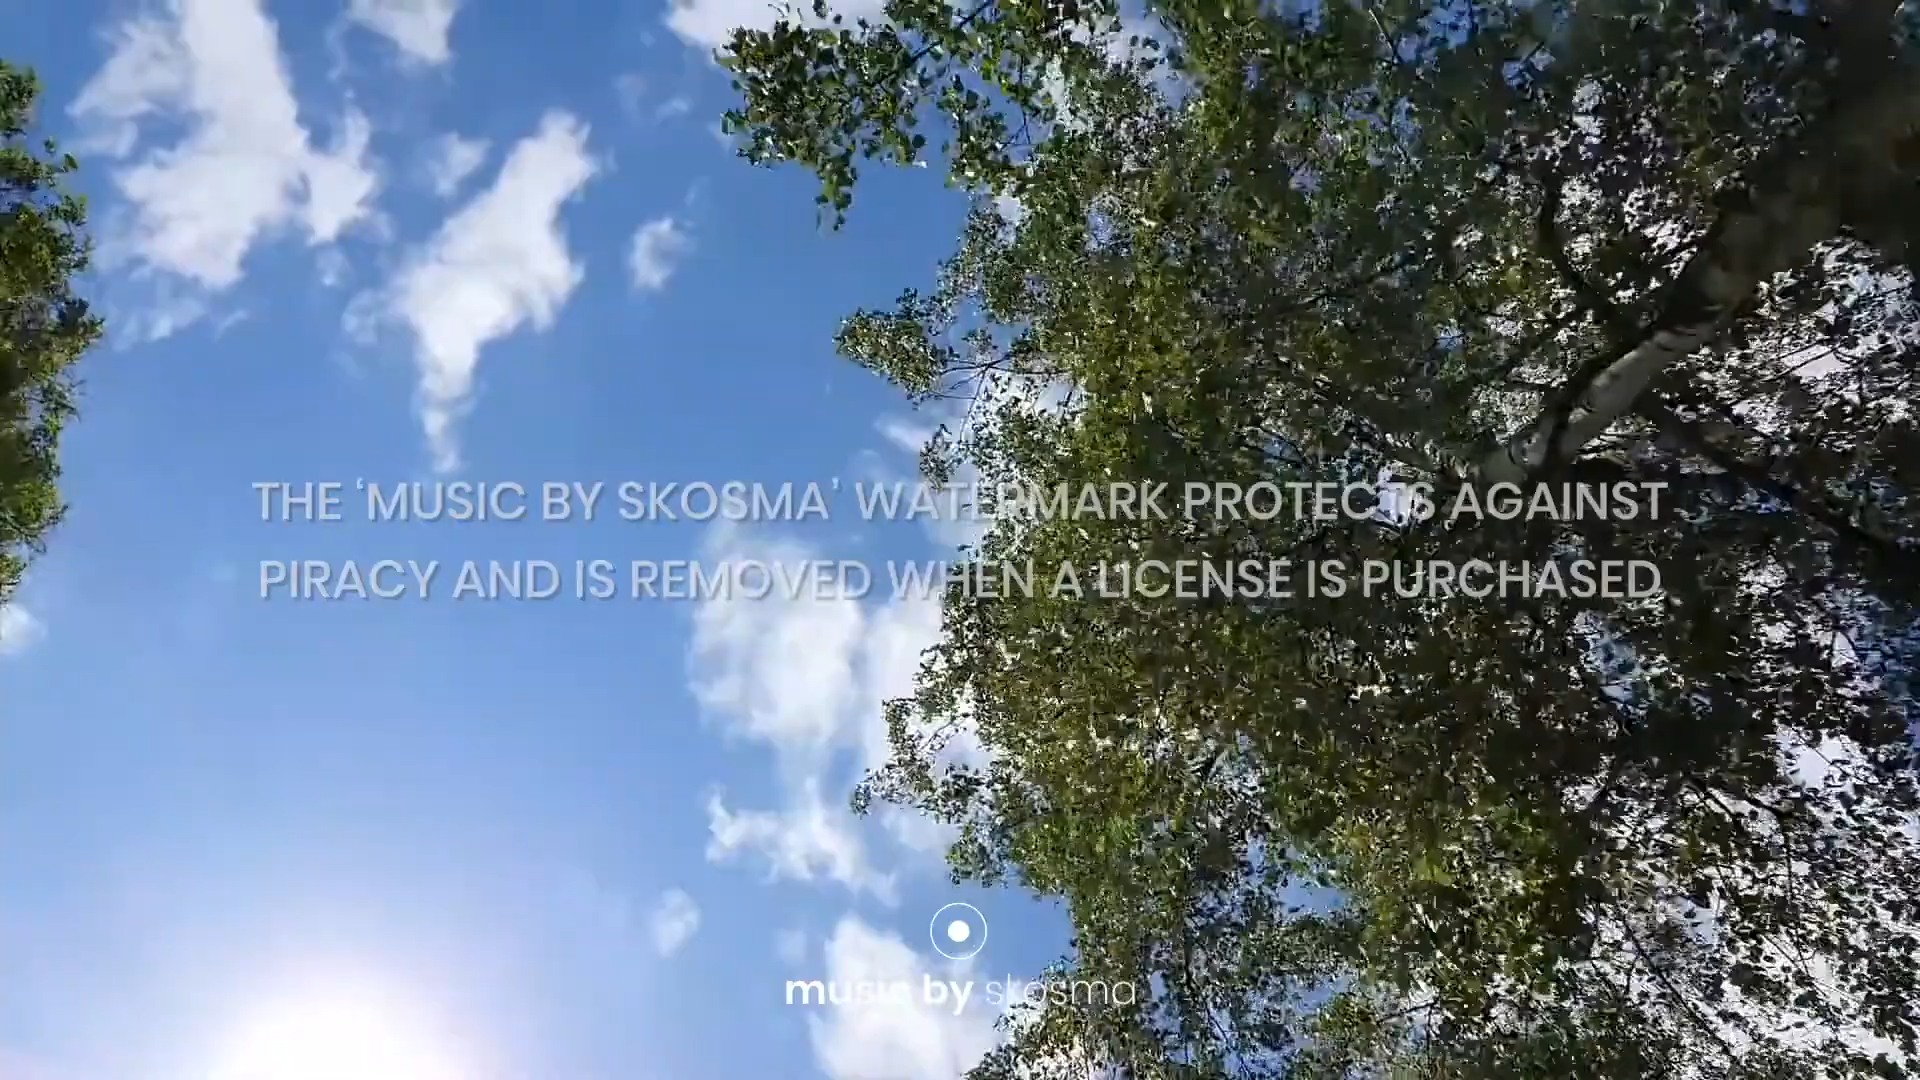 THE ‘MUSIC BY SKOSMA’ WATERMARK PROTECTS AGAINST
PIRACY AND IS REMOVED WHEN A LICENSE IS PURCHASED
music by skosma